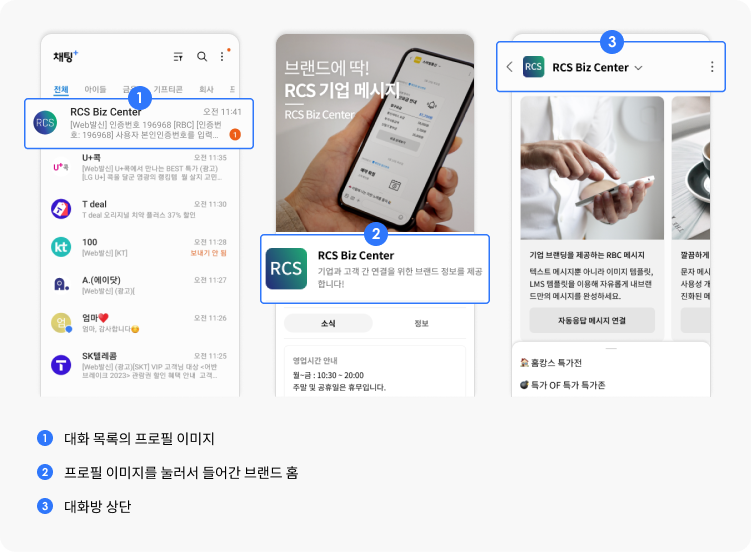 채팅+
전체 아이들 금융 기프티콘 회사
1
RCS
RCS Biz Center 오전 11:41
[Web발신] 인증번호 196968 [RBC] [인증번
호: 196968] 사용자 본인인증번호를 입력... 1
U+콕 오전 11:35
[Web발신] U+콕에서 만나는 BEST 특가 (광고)
[LG U+] 콕을 달군 열광의 랭킹템
T deal 오전 11:30
T deal 오리지널 치약 플러스 37% 할인
kt
100 오전 11:28
[Web발신] [KT] 보내기 안 됨
A.(에이닷) 오전 11:27
[Web발신] (광고)[
엄
엄마❤️ 오전 11:26
엄마, 감사합니다😊
SK텔레콤 오전 11:25
[Web발신] (광고)[SKT] VIP 고객님 대상 <어반
브레이크 2023> 관람권 할인 혜택 안내 고객...
브랜드에 딱!
RCS 기업 메시지
RCS Biz Center
2
RCS
RCS Biz Center
기업과 고객 간 연결을 위한 브랜드 정보를 제공
합니다!
소식 정보
영업시간 안내
월~금 : 10:30 ~ 20:00
주말 및 공휴일은 휴무입니다.
3
RCS
RCS Biz Center
기업 브랜딩을 제공하는 RBC 메시지
텍스트 메시지뿐 아니라 이미지 템플릿,
LMS 템플릿을 이용해 자유롭게 내브랜
드만의 메시지를 완성하세요.
자동응답 메시지 연결
깔끔하게
문자 메시
사용성 개
진화된 메
🏠 홈캉스 특가전
💣 특가 OF 특가 특가존
1 대화 목록의 프로필 이미지
2 프로필 이미지를 눌러서 들어간 브랜드 홈
3 대화방 상단